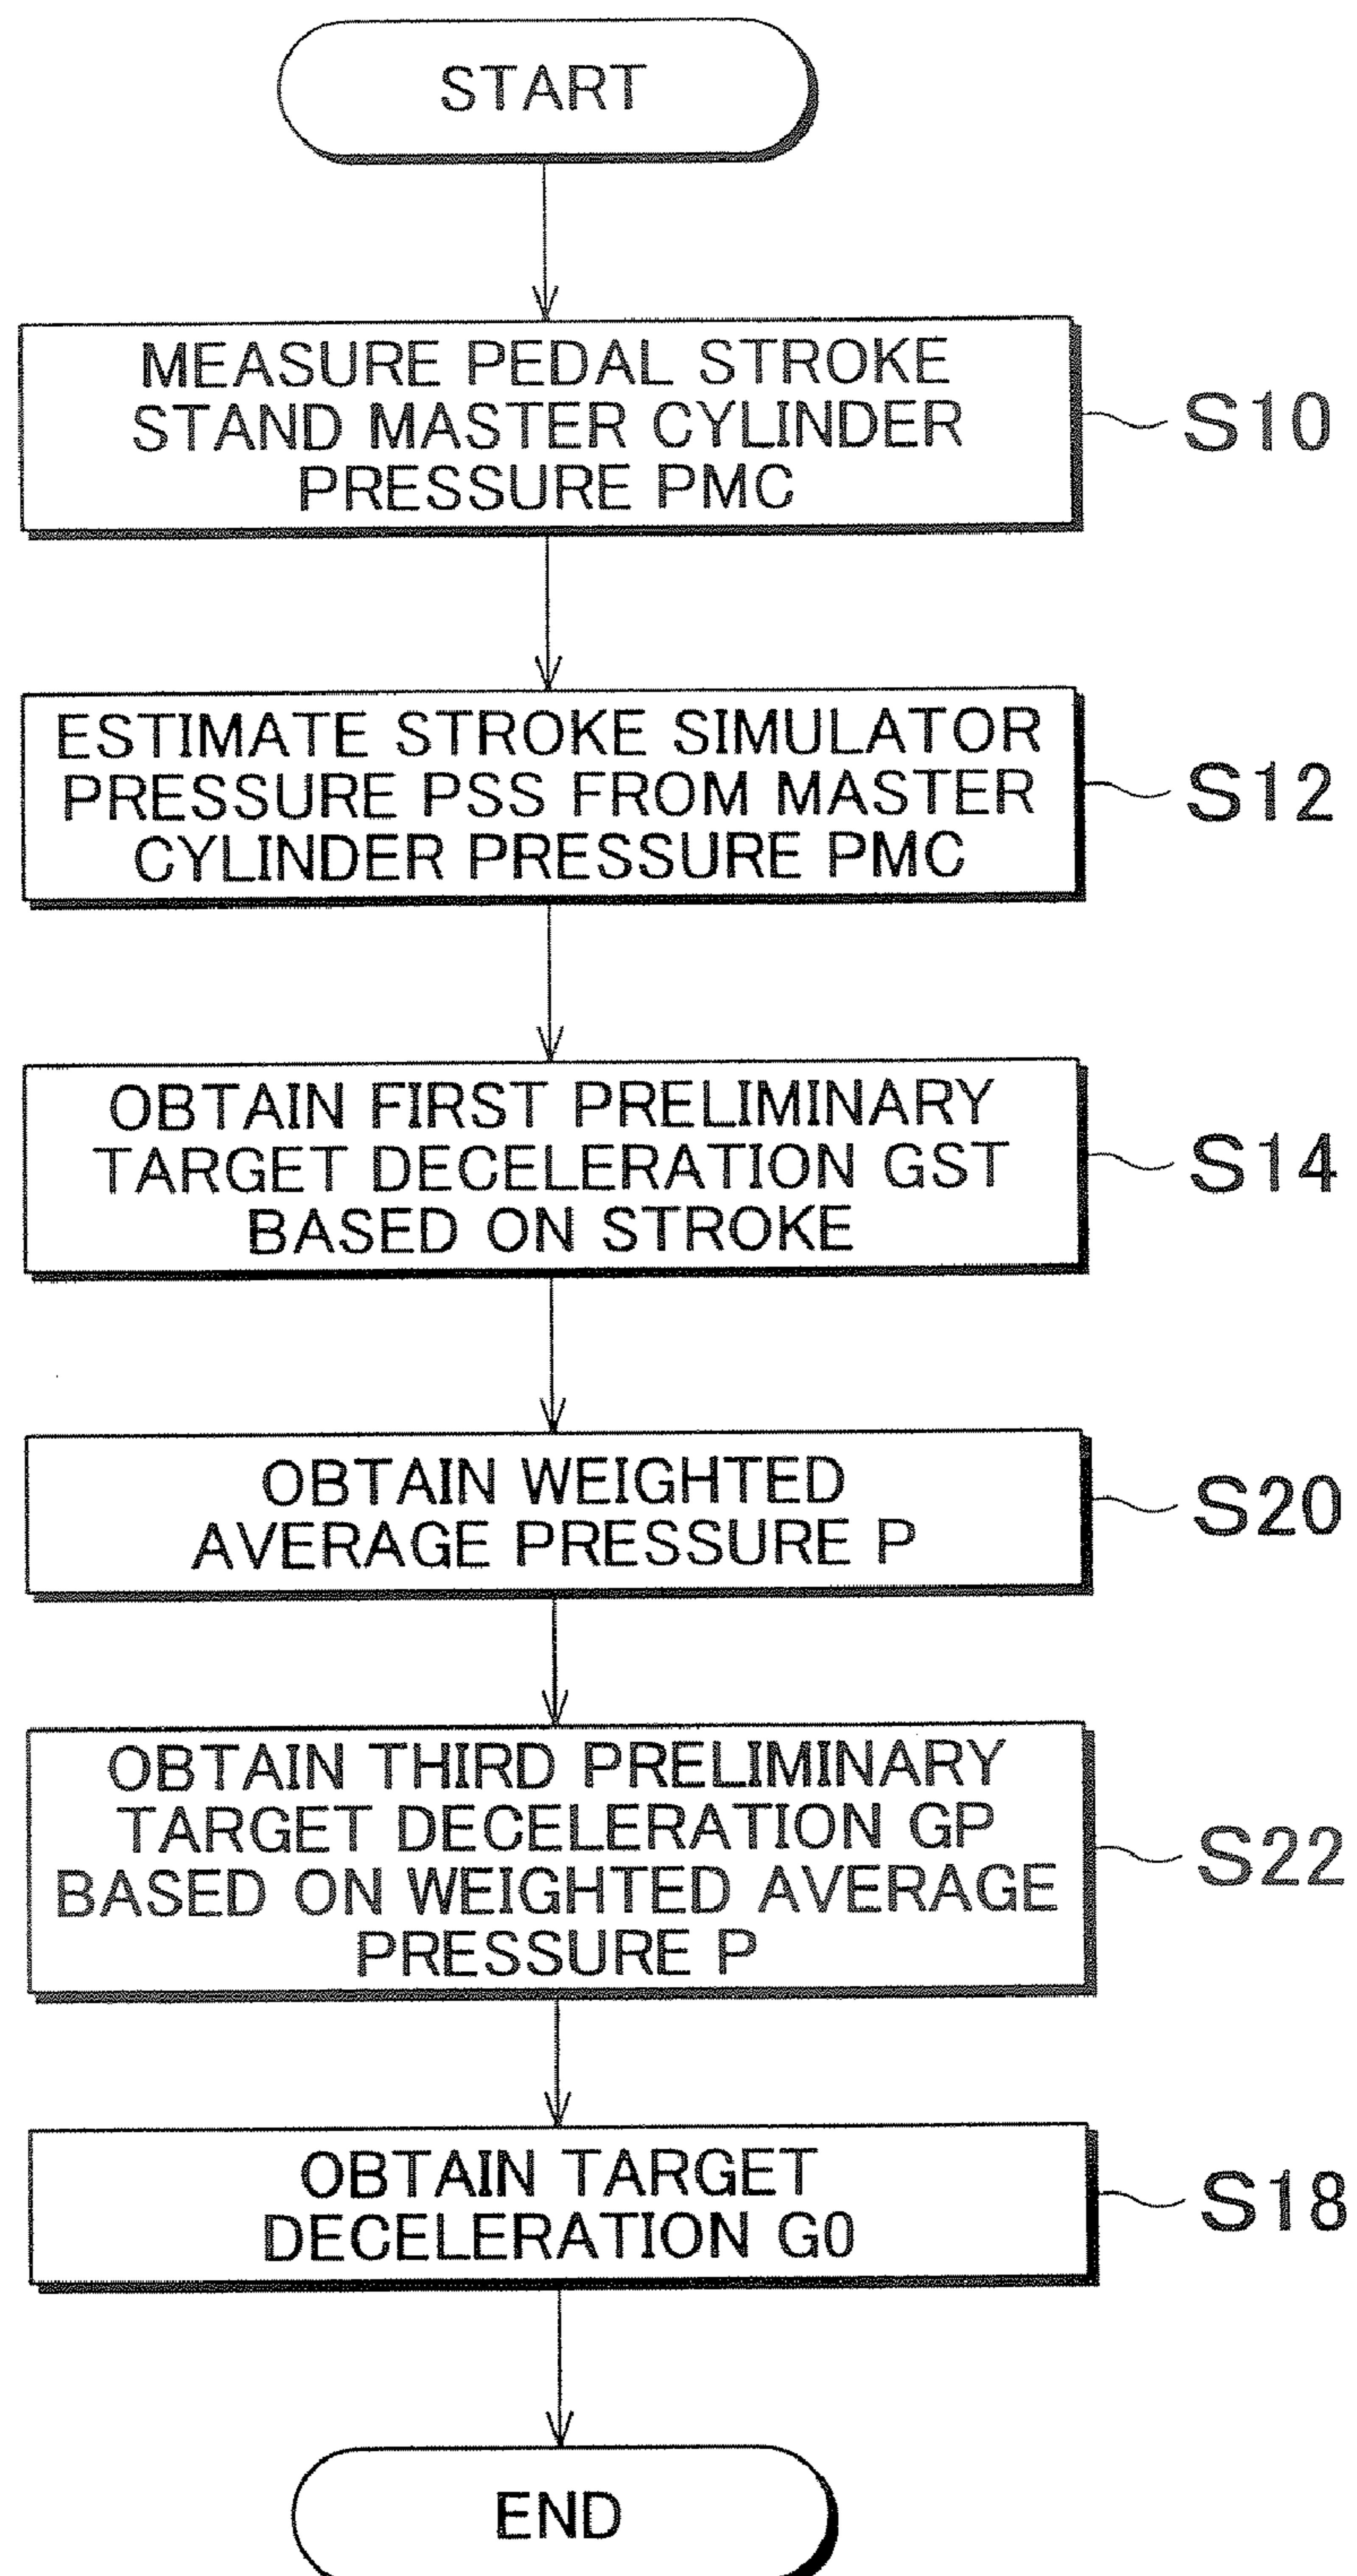 START
MEASURE PEDAL STROKE
STAND MASTER CYLINDER
PRESSURE PMC
S10
ESTIMATE STROKE SIMULATOR
PRESSURE PSS FROM MASTER
CYLINDER PRESSURE PMC
S12
OBTAIN FIRST PRELIMINARY
TARGET DECELERATION GST
BASED ON STROKE
S14
OBTAIN WEIGHTED
AVERAGE PRESSURE P
S20
OBTAIN THIRD PRELIMINARY
TARGET DECELERATION GP
BASED ON WEIGHTED AVERAGE
PRESSURE P
S22
OBTAIN TARGET
DECELERATION G0
S18
END